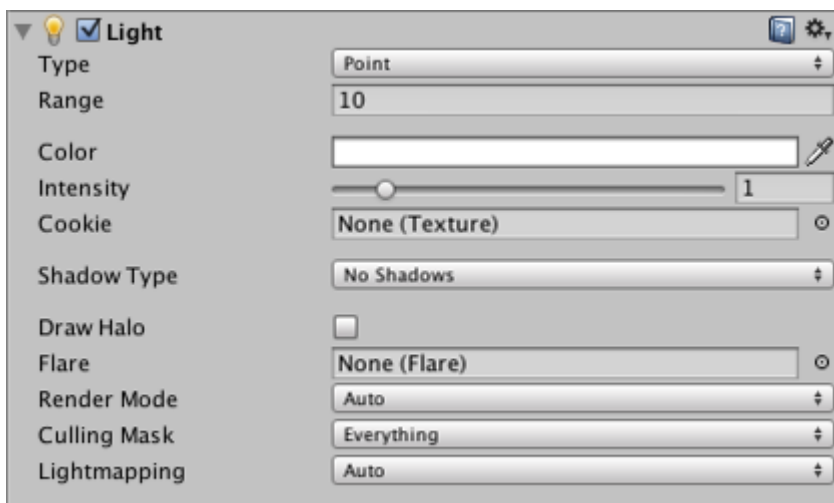 Light
Type Point
Range 10
Color
Intensity 1
Cookie None (Texture)
Shadow Type No Shadows
Draw Halo
Flare None (Flare)
Render Mode Auto
Culling Mask Everything
Lightmapping Auto